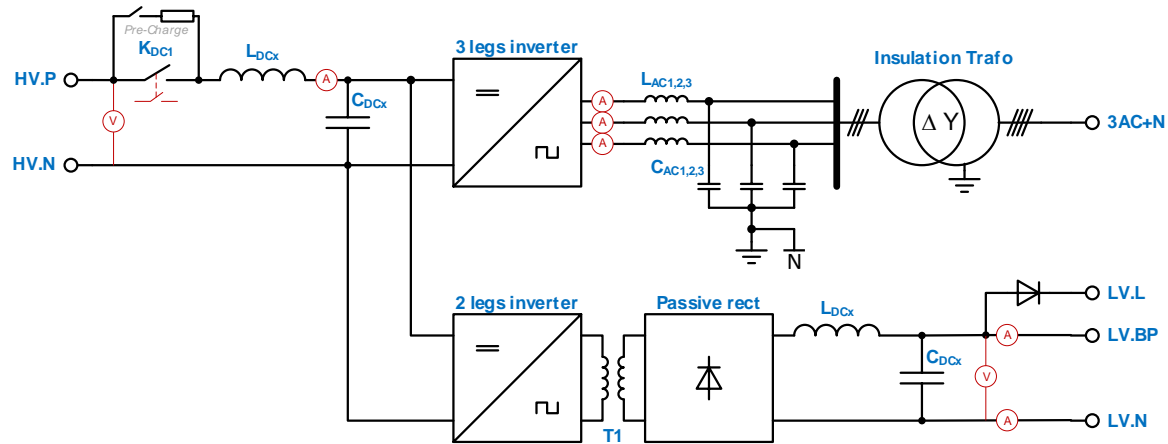 Pre-Charge
KDC1
LDCx
3 legs inverter
Insulation Trafo
HV.P
A
LAC1,2,3
CDCx
A
V
A
Δ Y
3AC+N
A
HV.N
CAC1,2,3
N
2 legs inverter
Passive rect
LDCx
LV.L
A
LV.BP
CDCx
V
T1
A
LV.N